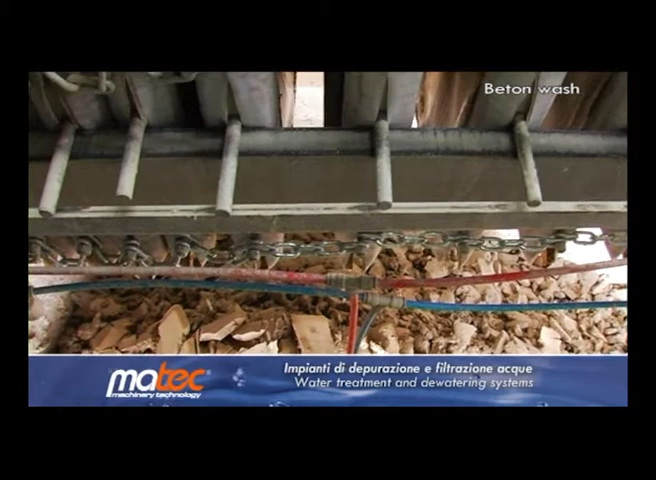 Beton wash
matec®
machinery technology
Impianti di depurazione e filtrazione acque
Water treatment and dewatering systems